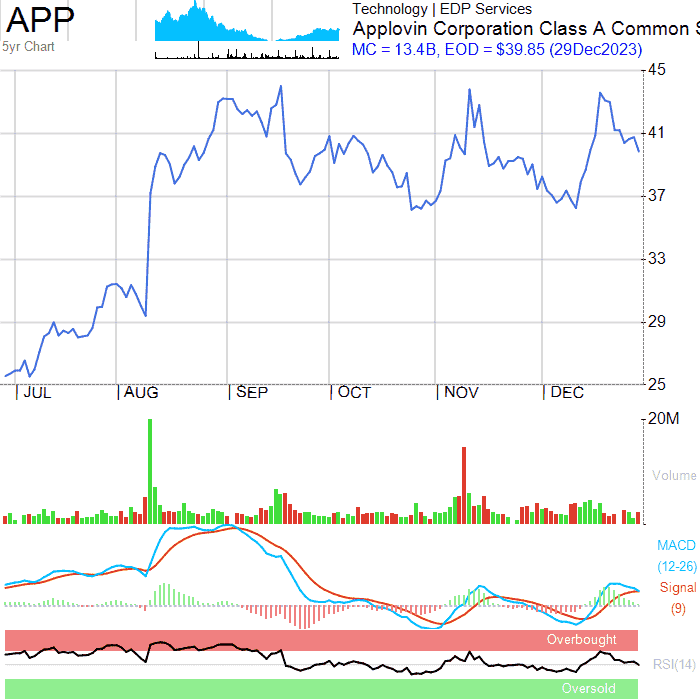 APP
5yr Chart
Technology | EDP Services
Applovin Corporation Class A Common S
MC = 13.4B, EOD = $39.85 (29Dec2023)
45
41
37
33
29
25
JUL
AUG
SEP
OCT
NOV
DEC
20M
Volume
MACD
(12-26)
Signal
(9)
Overbought
RSI(14)
Oversold